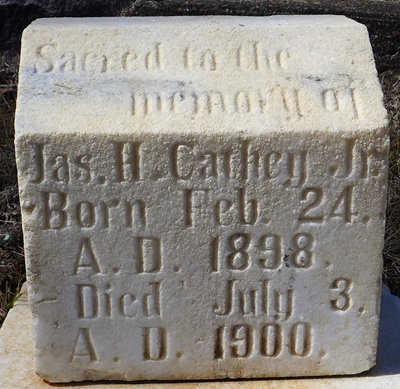 Sacred to the
memory of
Jas. H. Cathey Jr.
Born Feb. 24.
A. D. 1898.
Died July 3.
A. D. 1900.